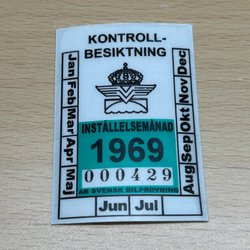 KONTROLL-
BESIKTNING
Jan Feb Mar Apr Maj
INSTÄLLELSEMÅNAD
1969
000429
AB SVENSK BILPROVNING
Jun Jul
Aug Sep Okt Nov Dec